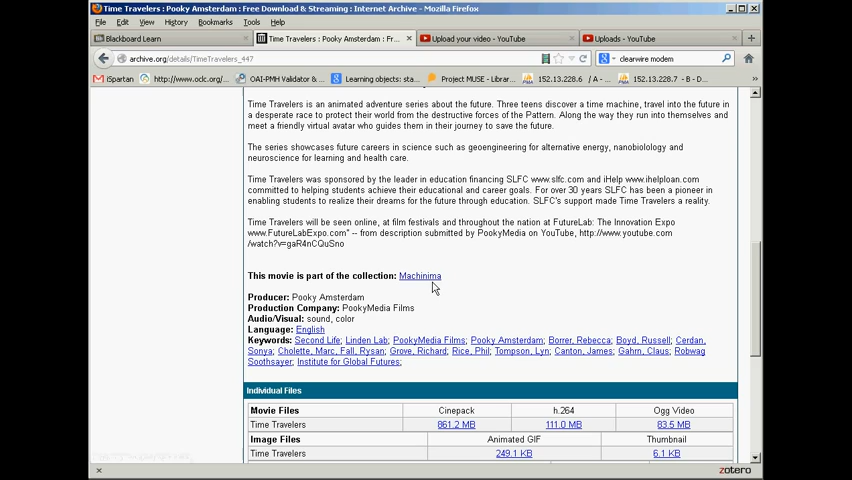 Time Travelers : Pooky Amsterdam : Free Download & Streaming : Internet Archive - Mozilla Firefox
File Edit View History Bookmarks Tools Help
Blackboard Learn × Time Travelers : Pooky Amsterdam : Fr... × Upload your video - YouTube × Uploads - YouTube × +
archive.org/details/TimeTravelers_447 clearwire modem
iSpartan http://www.oclc.org/... OAI-PMH Validator & ... Learning objects: sta... Project MUSE - ... 152.13.228.6 / A - ... 152.13.228.7 - B - D...
Time Travelers is an animated adventure series about the future. Three teens discover a time machine, travel into the future in
a desperate race to protect their world from the destructive forces of the Pattern. Along the way they run into themselves and
meet a friendly virtual avatar who guides them in their journey to save the future.
The series showcases future careers in science such as geoengineering for alternative energy, nanobiolology and
neuroscience for learning and health care.
Time Travelers was sponsored by the leader in education financing SLFC www.slfc.com and iHelp www.ihelploan.com
committed to helping students achieve their educational and career goals. For over 30 years SLFC has been a pioneer in
enabling students to realize their dreams for the future through education. SLFC's support made Time Travelers a reality.
Time Travelers will be seen online, at film festivals and throughout the nation at FutureLab: The Innovation Expo
www.FutureLabExpo.com" -- from description submitted by PookyMedia on YouTube, http://www.youtube.com
/watch?v=gaR4nCQuSno
This movie is part of the collection: Machinima
Producer: Pooky Amsterdam
Production Company: PookyMedia Films
Audio/Visual: sound, color
Language: English
Keywords: Second Life; Linden Lab; PookyMedia Films; Pooky Amsterdam; Borrer, Rebecca; Boyd, Russell; Cerdan,
Sonya; Cholette, Marc, Fall, Rysan; Grove, Richard; Rice, Phil; Tompson, Lyn; Canton, James; Gahrn, Claus; Robwag
Soothsayer; Institute for Global Futures;
Individual Files
Movie Files Cinepack h.264 Ogg Video
Time Travelers 861.2 MB 111.0 MB 83.5 MB
Image Files Animated GIF Thumbnail
Time Travelers 249.1 KB 6.1 KB
× zotero